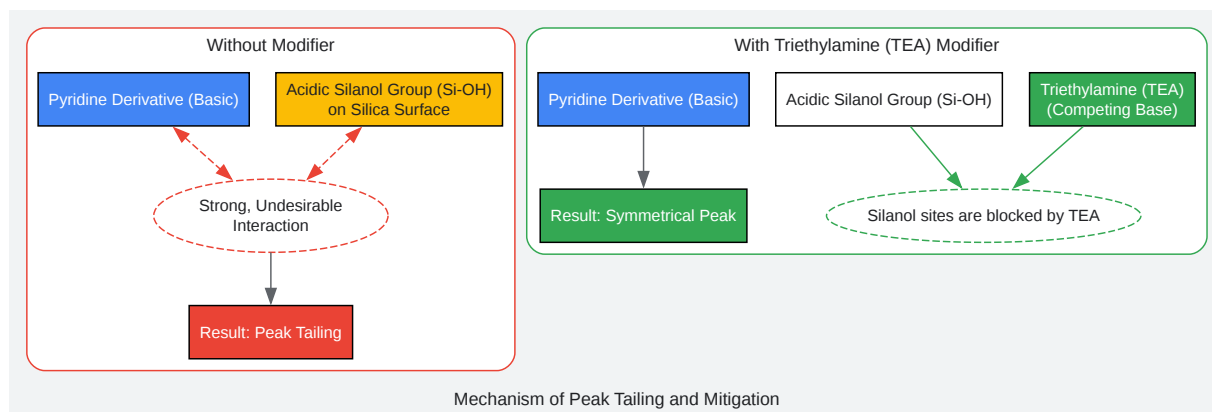 Without Modifier
Pyridine Derivative (Basic)
Acidic Silanol Group (Si-OH)
on Silica Surface
Strong, Undesirable
Interaction
Result: Peak Tailing
With Triethylamine (TEA) Modifier
Pyridine Derivative (Basic)
Acidic Silanol Group (Si-OH)
Triethylamine (TEA)
(Competing Base)
Result: Symmetrical Peak
Silanol sites are blocked by TEA
Mechanism of Peak Tailing and Mitigation